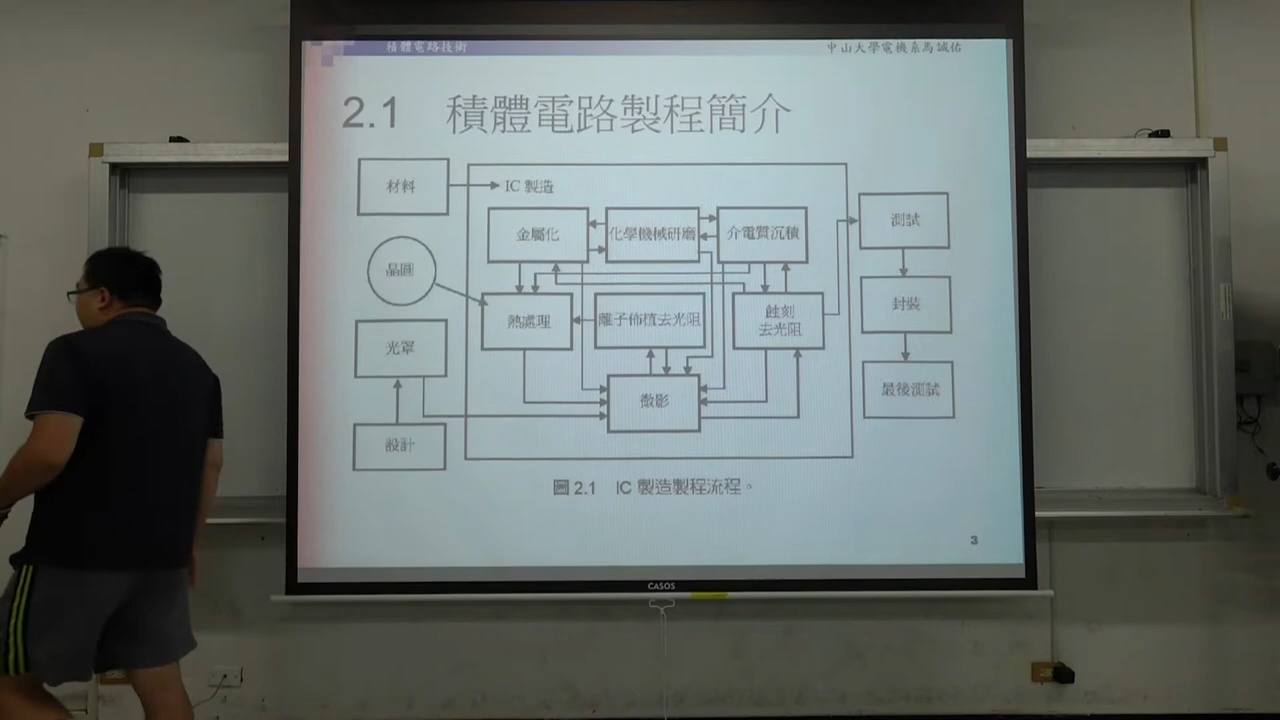 積體電路技術
中山大學電機系馬誠佑
2.1 積體電路製程簡介
材料
IC 製造
金屬化
化學機械研磨
介電質沉積
測試
晶圓
熱處理
離子佈植去光阻
蝕刻
去光阻
封裝
光罩
微影
最後測試
設計
圖 2.1 IC 製造製程流程。
3
CASOS